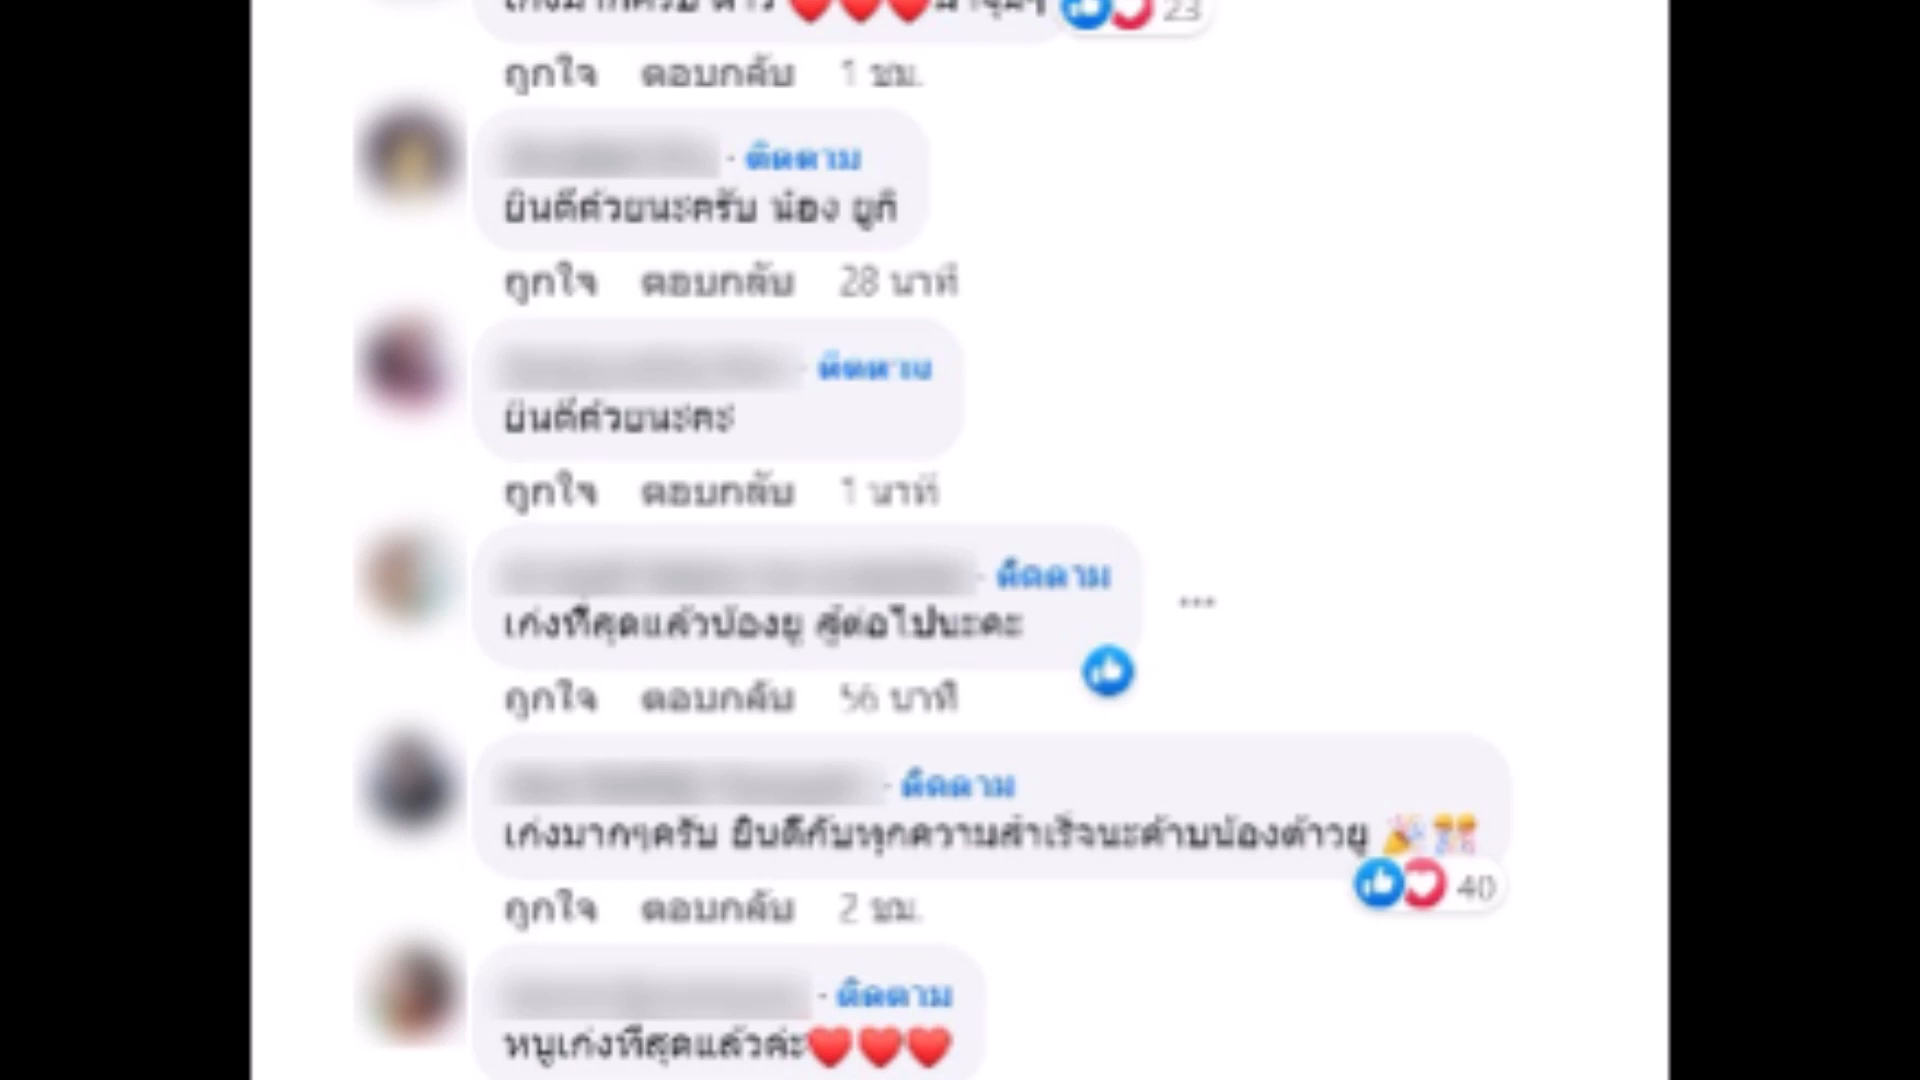 ถูกใจ ตอบกลับ 1 ชม.
· ติดตาม
ยินดีด้วยนะครับ น้อง ยูกิ
ถูกใจ ตอบกลับ 28 นาที
· ติดตาม
ยินดีด้วยนะคะ
ถูกใจ ตอบกลับ 1 นาที
· ติดตาม
เก่งที่สุดแล้วน้องยู สู้ต่อไปนะคะ
ถูกใจ ตอบกลับ 56 นาที
· ติดตาม
เก่งมากๆครับ ยินดีกับทุกความสำเร็จนะค้าบน้องต้าวยู 🎉🎊
40
ถูกใจ ตอบกลับ 2 ชม.
· ติดตาม
หนูเก่งที่สุดแล้วค่ะ❤️❤️❤️